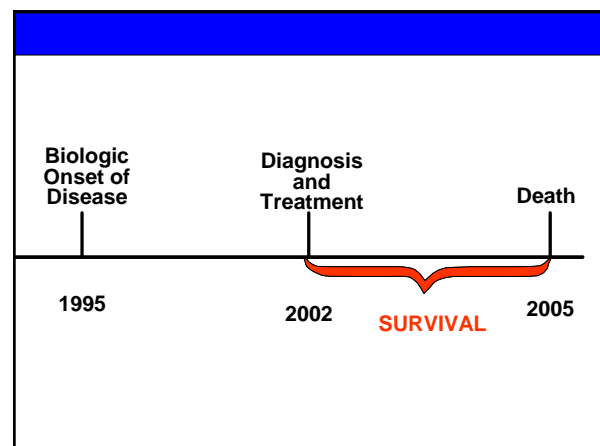 Biologic
Onset of
Disease
Diagnosis
and
Treatment
Death
1995
2002
SURVIVAL
2005